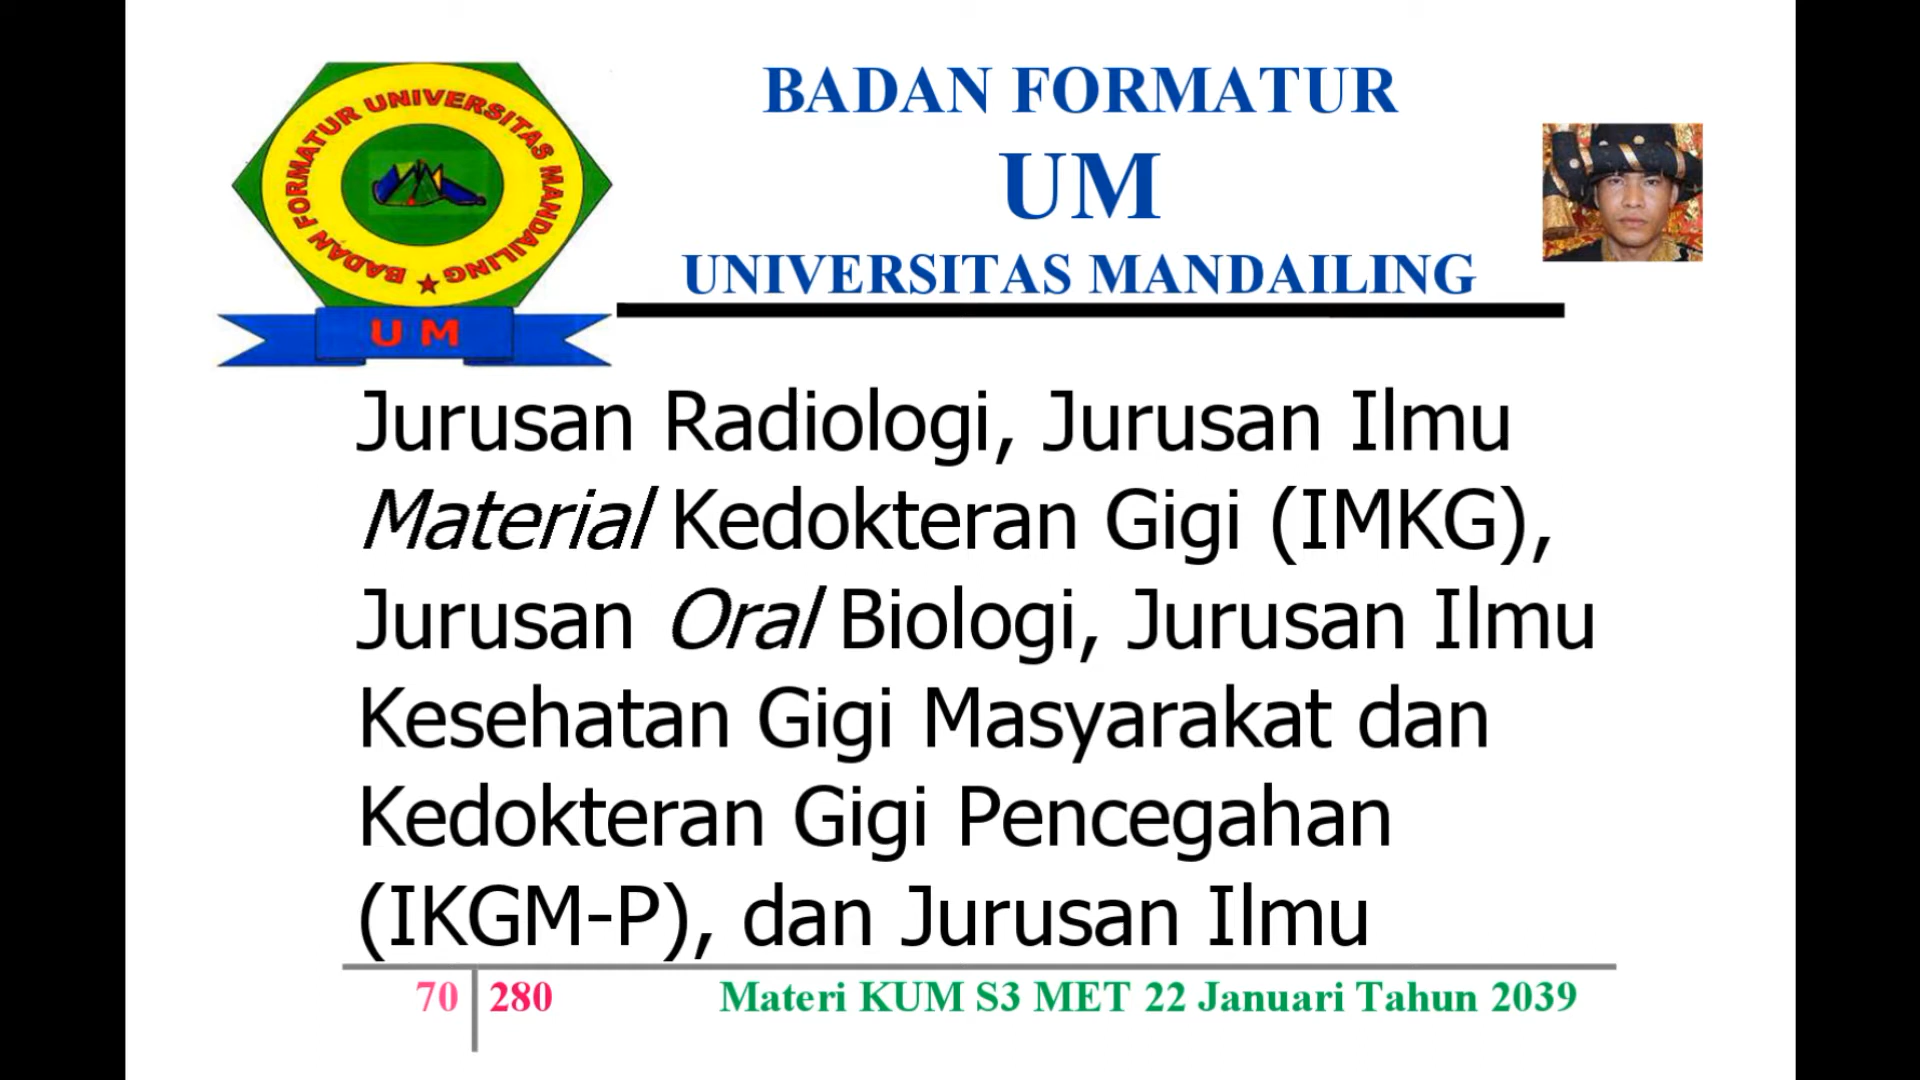 BADAN FORMATUR UNIVERSITAS MANDAILING
U M
BADAN FORMATUR
UM
UNIVERSITAS MANDAILING
Jurusan Radiologi, Jurusan Ilmu
Material Kedokteran Gigi (IMKG),
Jurusan Oral Biologi, Jurusan Ilmu
Kesehatan Gigi Masyarakat dan
Kedokteran Gigi Pencegahan
(IKGM-P), dan Jurusan Ilmu
70 280 Materi KUM S3 MET 22 Januari Tahun 2039